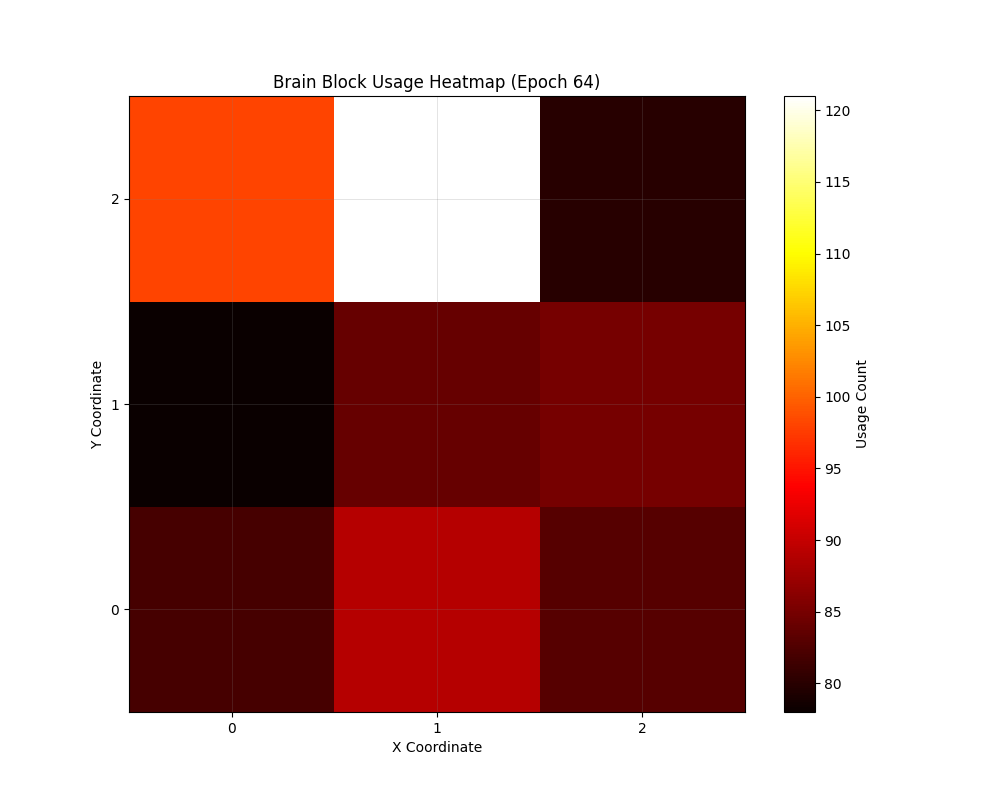 Brain Block Usage Heatmap (Epoch 64)
Y Coordinate
2
1
0
0 1 2
X Coordinate
120
115
110
105
100
95
90
85
80
Usage Count